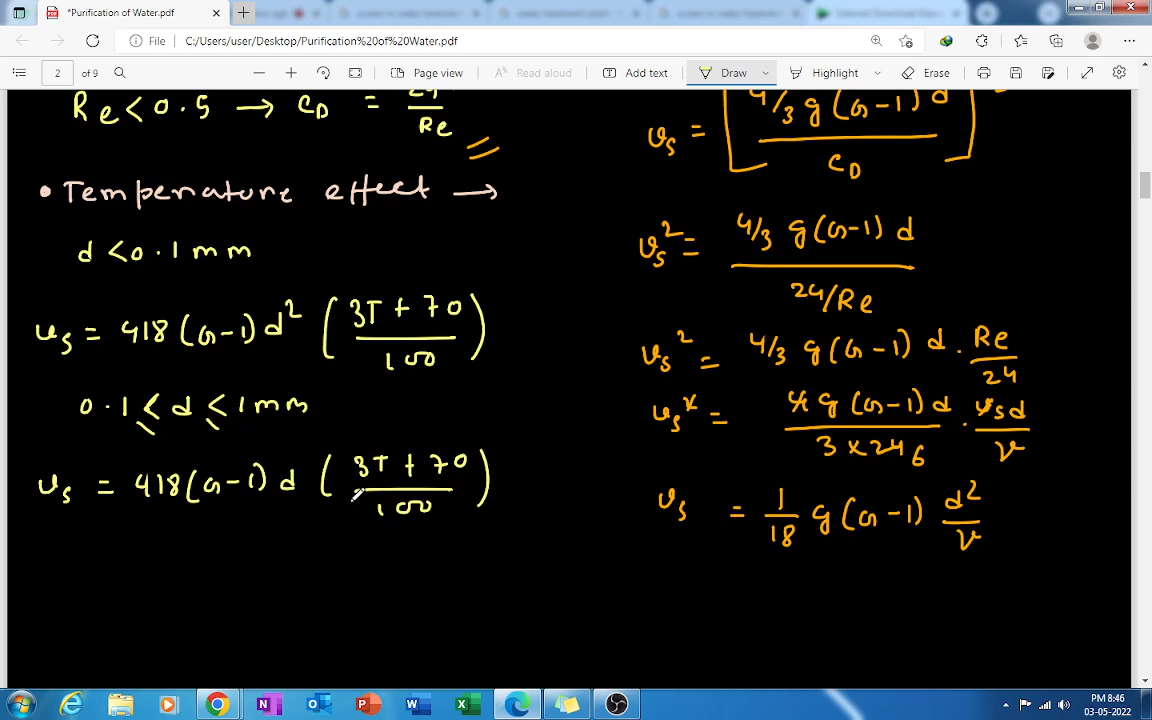 *Purification of Water.pdf
File C:/Users/user/Desktop/Purification%20of%20Water.pdf
2 of 9 Page view Read aloud Add text Draw Highlight Erase
Re < 0.5 → CD = 24/Re
• Temperature effect →
d < 0.1 mm
vs = 418 (G-1) d² ( 3T + 70 / 100 )
0.1 ≤ d ≤ 1 mm
vs = 418 (G-1) d ( 3T + 70 / 100 )
vs = [ 4/3 g (G-1) d / CD ]
vs² = 4/3 g (G-1) d / 24/Re
vs² = 4/3 g (G-1) d . Re/24
vs² = 4 g (G-1) d / 3 × 24 6 . vs d / ν
vs = 1/18 g (G-1) d²/ν
PM 8:46
03-05-2022